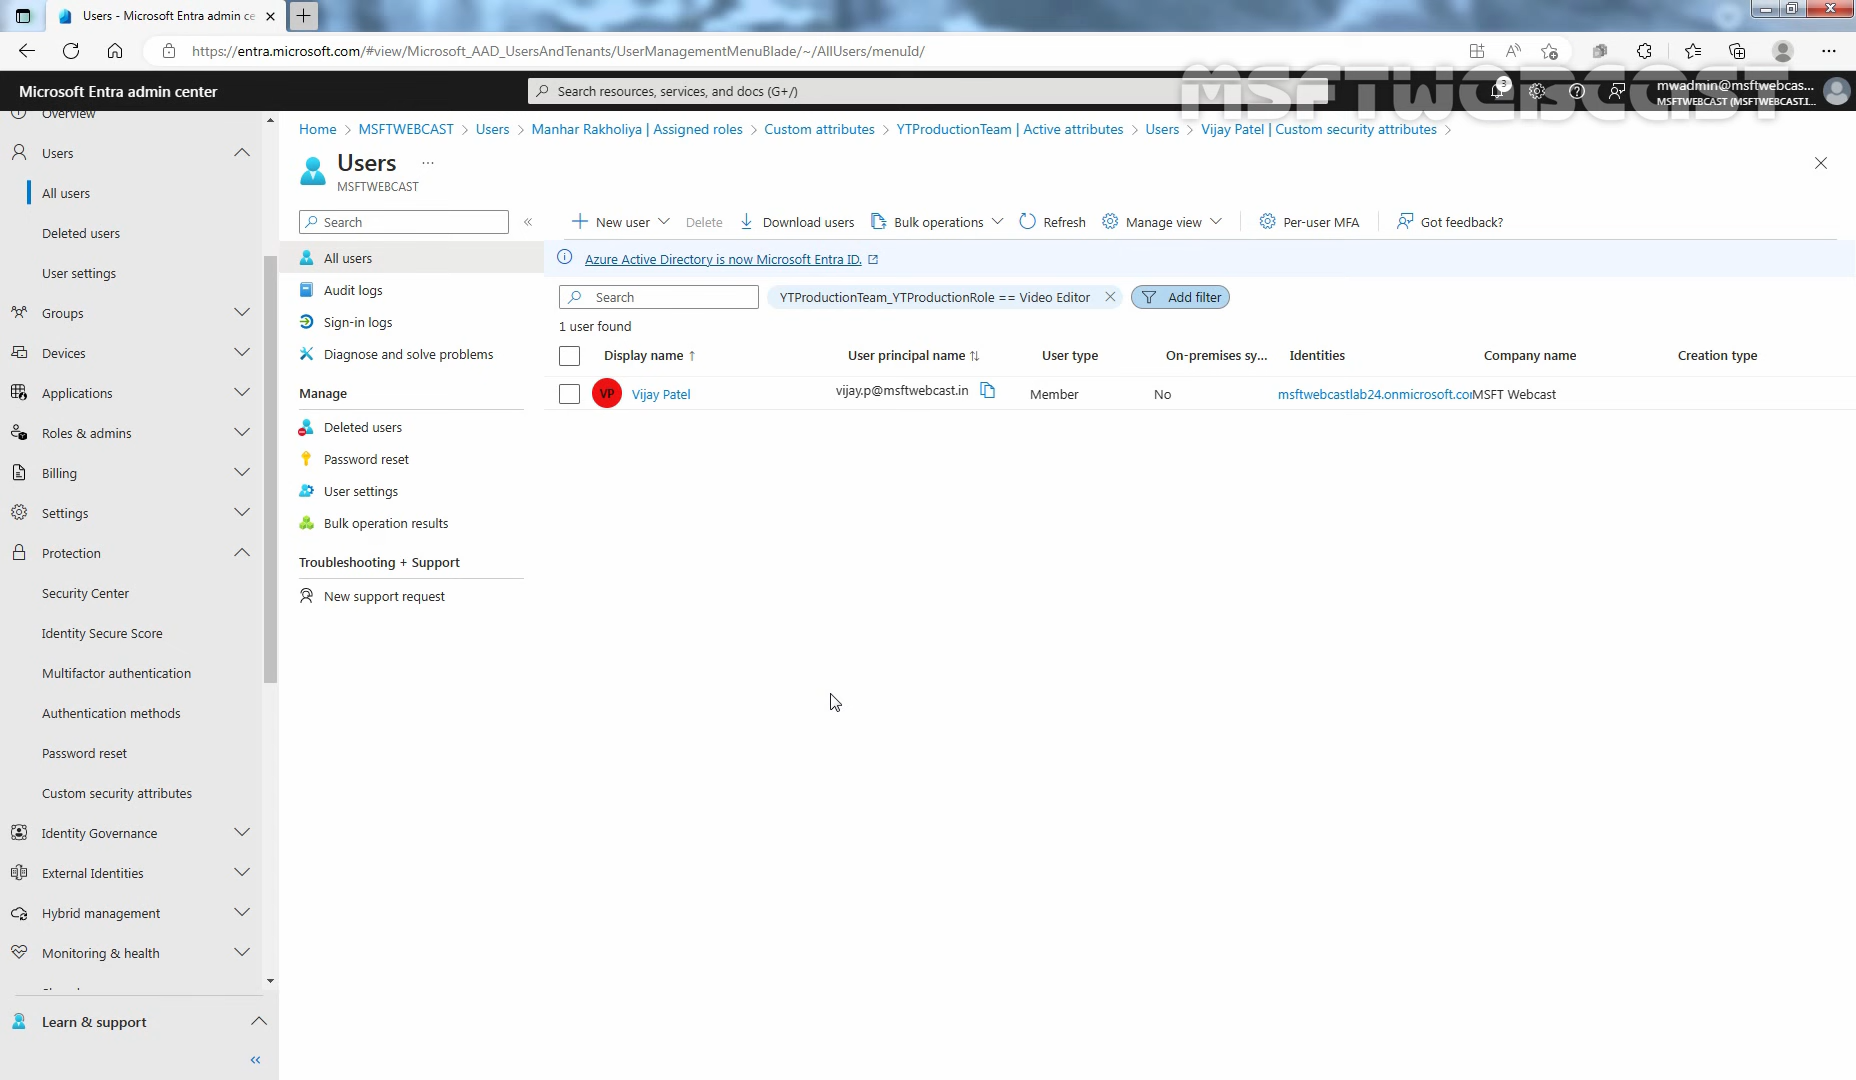 Users - Microsoft Entra admin ce
https://entra.microsoft.com/#view/Microsoft_AAD_UsersAndTenants/UserManagementMenuBlade/~/AllUsers/menuId/
Microsoft Entra admin center
Search resources, services, and docs (G+/)
3
mwadmin@msftwebcas...
MSFTWEBCAST (MSFTWEBCAST.I...
MSFTWEBCAST
Overview
Users
All users
Deleted users
User settings
Groups
Devices
Applications
Roles & admins
Billing
Settings
Protection
Security Center
Identity Secure Score
Multifactor authentication
Authentication methods
Password reset
Custom security attributes
Identity Governance
External Identities
Hybrid management
Monitoring & health
Learn & support
Home > MSFTWEBCAST > Users > Manhar Rakholiya | Assigned roles > Custom attributes > YTProductionTeam | Active attributes > Users > Vijay Patel | Custom security attributes >
Users ...
MSFTWEBCAST
Search
All users
Audit logs
Sign-in logs
Diagnose and solve problems
Manage
Deleted users
Password reset
User settings
Bulk operation results
Troubleshooting + Support
New support request
New user Delete Download users Bulk operations Refresh Manage view Per-user MFA Got feedback?
Azure Active Directory is now Microsoft Entra ID.
Search YTProductionTeam_YTProductionRole == Video Editor Add filter
1 user found
Display name User principal name User type On-premises sy... Identities Company name Creation type
VP Vijay Patel vijay.p@msftwebcast.in Member No msftwebcastlab24.onmicrosoft.co MSFT Webcast